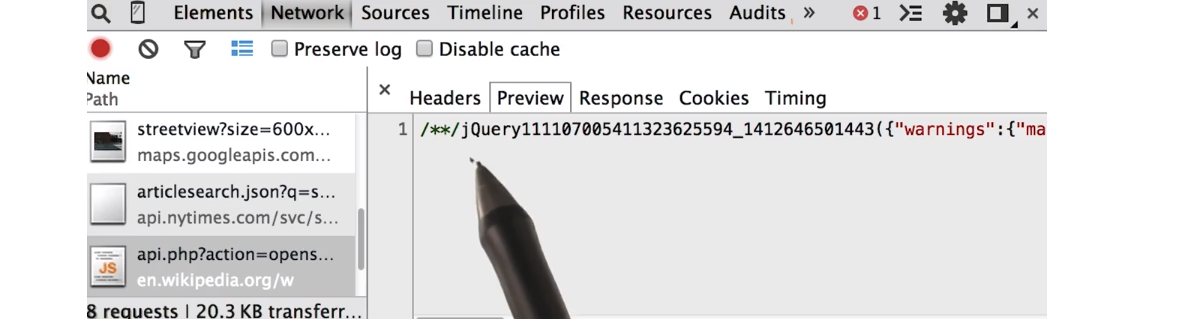 Elements Network Sources Timeline Profiles Resources Audits » 1
Preserve log Disable cache
Name
Path
× Headers Preview Response Cookies Timing
streetview?size=600x...
maps.googleapis.com...
articlesearch.json?q=s...
api.nytimes.com/svc/s...
JS api.php?action=opens...
en.wikipedia.org/w
8 requests | 20.3 KB transferr...
1 /**/jQuery111107005411323625594_1412646501443({"warnings":{"ma